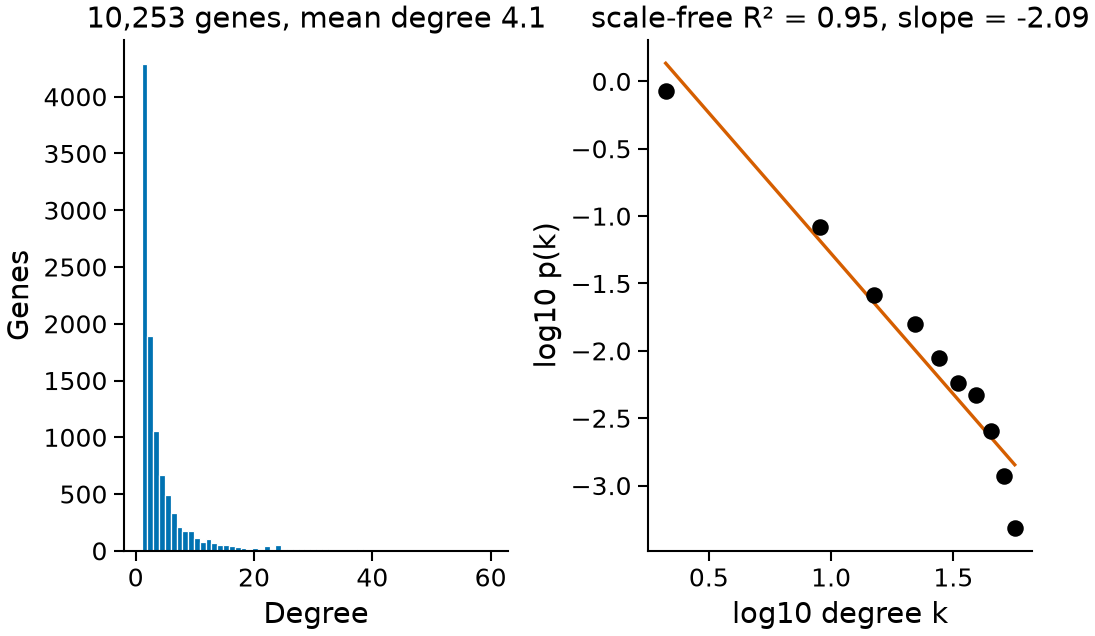 10,253 genes, mean degree 4.1
Genes
4000
3500
3000
2500
2000
1500
1000
500
0
0 20 40 60
Degree
scale-free R² = 0.95, slope = -2.09
log10 p(k)
0.0
−0.5
−1.0
−1.5
−2.0
−2.5
−3.0
0.5 1.0 1.5
log10 degree k